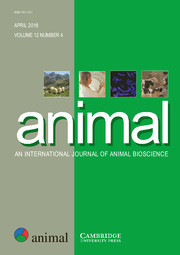 APRIL 2018
VOLUME 12 NUMBER 4
animal
AN INTERNATIONAL JOURNAL OF ANIMAL BIOSCIENCE
animal
CAMBRIDGE
UNIVERSITY PRESS